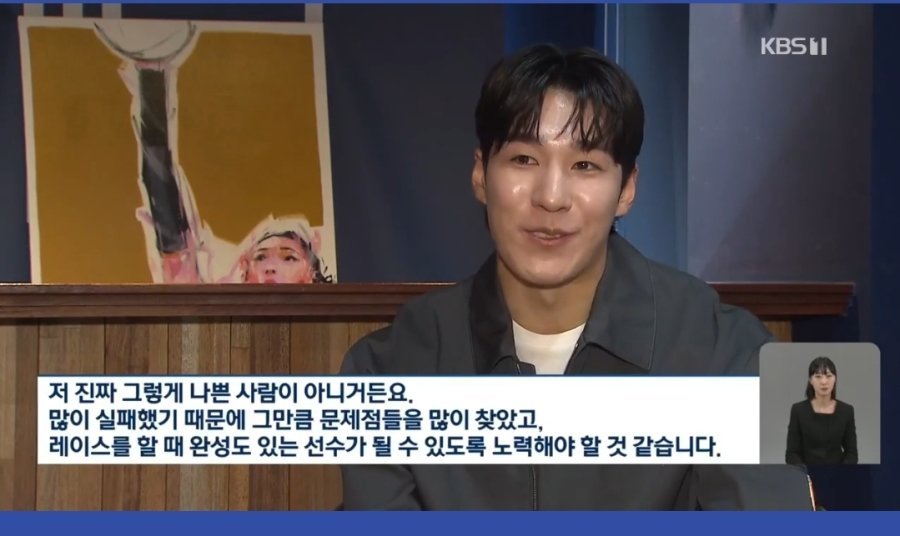 KBS1
저 진짜 그렇게 나쁜 사람이 아니거든요.
많이 실패했기 때문에 그만큼 문제점들을 많이 찾았고,
레이스를 할 때 완성도 있는 선수가 될 수 있도록 노력해야 할 것 같습니다.